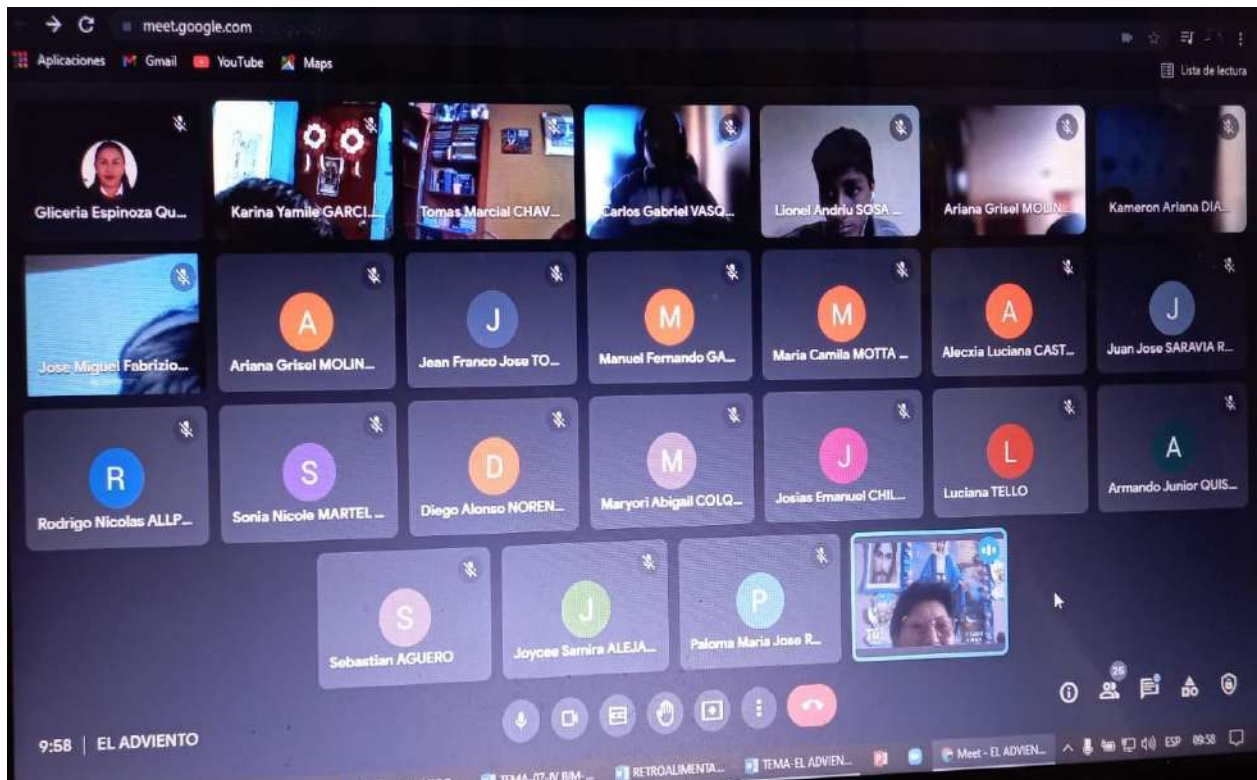 meet.google.com
Aplicaciones Gmail YouTube Maps
Lista de lectura
Gliceria Espinoza Qu...
Karina Yamile GARCI...
Tomas Marcial CHAV...
Carlos Gabriel VASQ...
Lionel Andriu SOSA ...
Ariana Grisel MOLIN...
Kameron Ariana DIA...
Jose Miguel Fabrizio...
A
Ariana Grisel MOLIN...
J
Jean Franco Jose TO...
M
Manuel Fernando GA...
M
Maria Camila MOTTA ...
A
Alecxia Luciana CAST...
J
Juan Jose SARAVIA R...
R
Rodrigo Nicolas ALLP...
S
Sonia Nicole MARTEL ...
D
Diego Alonso NOREN...
M
Maryori Abigail COLQ...
J
Josias Emanuel CHIL...
L
Luciana TELLO
A
Armando Junior QUIS...
S
Sebastian AGUERO
J
Joycee Samira ALEJA...
P
Paloma Maria Jose R...
Tú
25
9:58 | EL ADVIENTO
TEMA-07-IV BIM-... RETROALIMENTA... TEMA-EL ADVIEN... Meet - EL ADVIEN... ESP 09:58